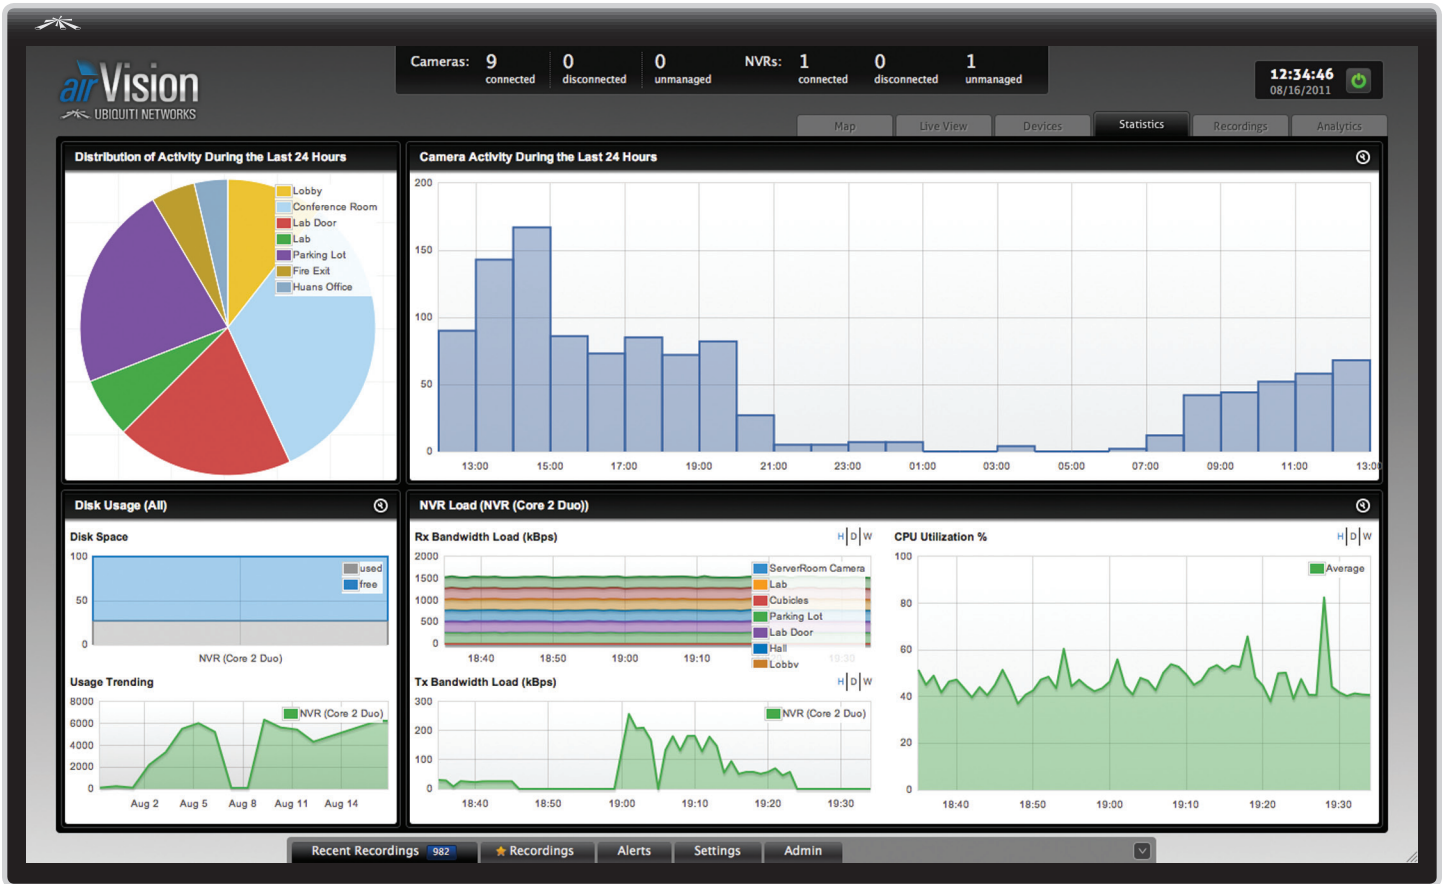 Cameras: 9 connected 0 disconnected 0 unmanaged NVRs: 1 connected 0 disconnected 1 unmanaged
12:34:46
08/16/2011
airVision
UBIQUITI NETWORKS
Map Live View Devices Statistics Recordings Analytics
Distribution of Activity During the Last 24 Hours
Lobby
Conference Room
Lab Door
Lab
Parking Lot
Fire Exit
Huans Office
Camera Activity During the Last 24 Hours
200
150
100
50
0
13:00 15:00 17:00 19:00 21:00 23:00 01:00 03:00 05:00 07:00 09:00 11:00 13:00
Disk Usage (All)
Disk Space
100
50
0
used
free
NVR (Core 2 Duo)
Usage Trending
8000
6000
4000
2000
0
NVR (Core 2 Duo)
Aug 2 Aug 5 Aug 8 Aug 11 Aug 14
NVR Load (NVR (Core 2 Duo))
Rx Bandwidth Load (kBps)
H D W
2000
1500
1000
500
0
ServerRoom Camera
Lab
Cubicles
Parking Lot
Lab Door
Hall
Lobby
18:40 18:50 19:00 19:10 19:30
Tx Bandwidth Load (kBps)
H D W
300
200
100
0
NVR (Core 2 Duo)
18:40 18:50 19:00 19:10 19:20 19:30
CPU Utilization %
H D W
100
80
60
40
20
0
Average
18:40 18:50 19:00 19:10 19:20 19:30
Recent Recordings 982 Recordings Alerts Settings Admin